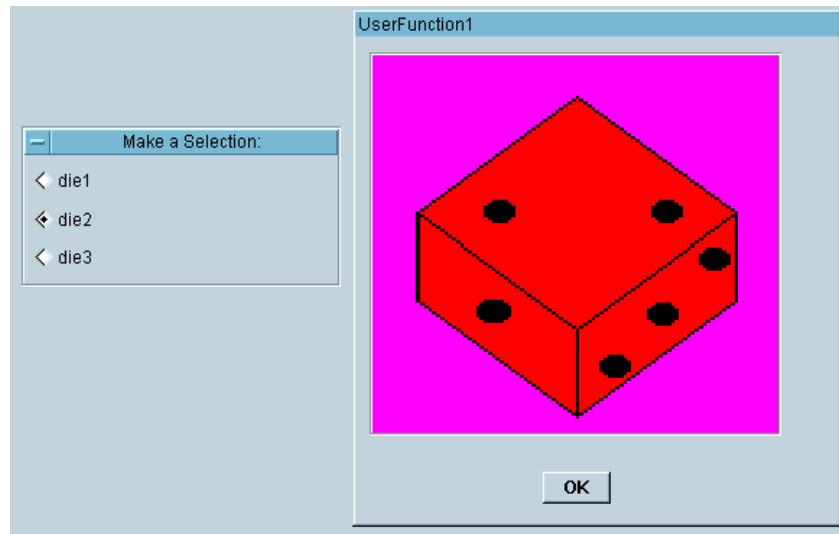 UserFunction1
Make a Selection:
die1
die2
die3
OK